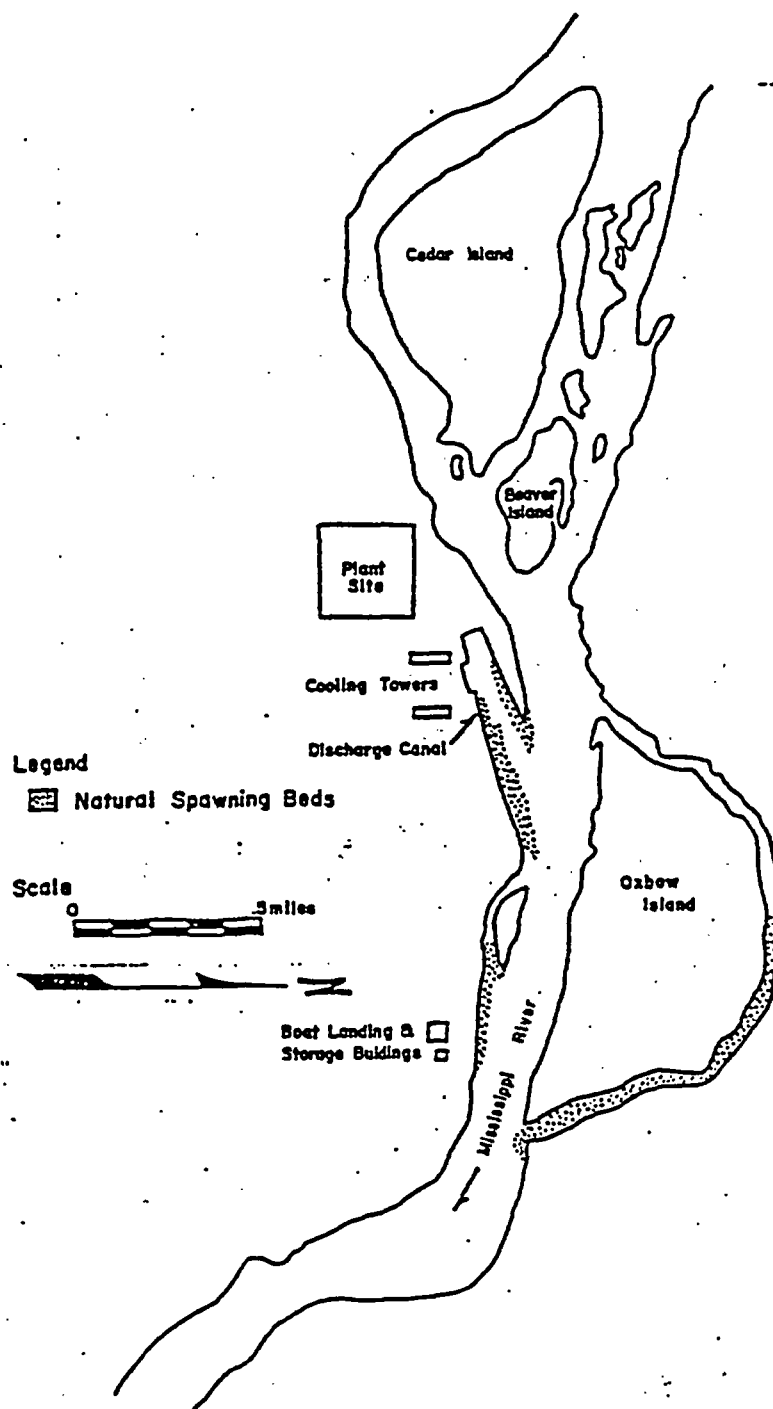 Cedar Island
Beaver
Island
Plant
Site
Cooling Towers
Discharge Canal
Legend
Natural Spawning Beds
Oxbow
Island
Scale
0 .5miles
N
Boat Landing &
Storage Buldings
Mississippi River